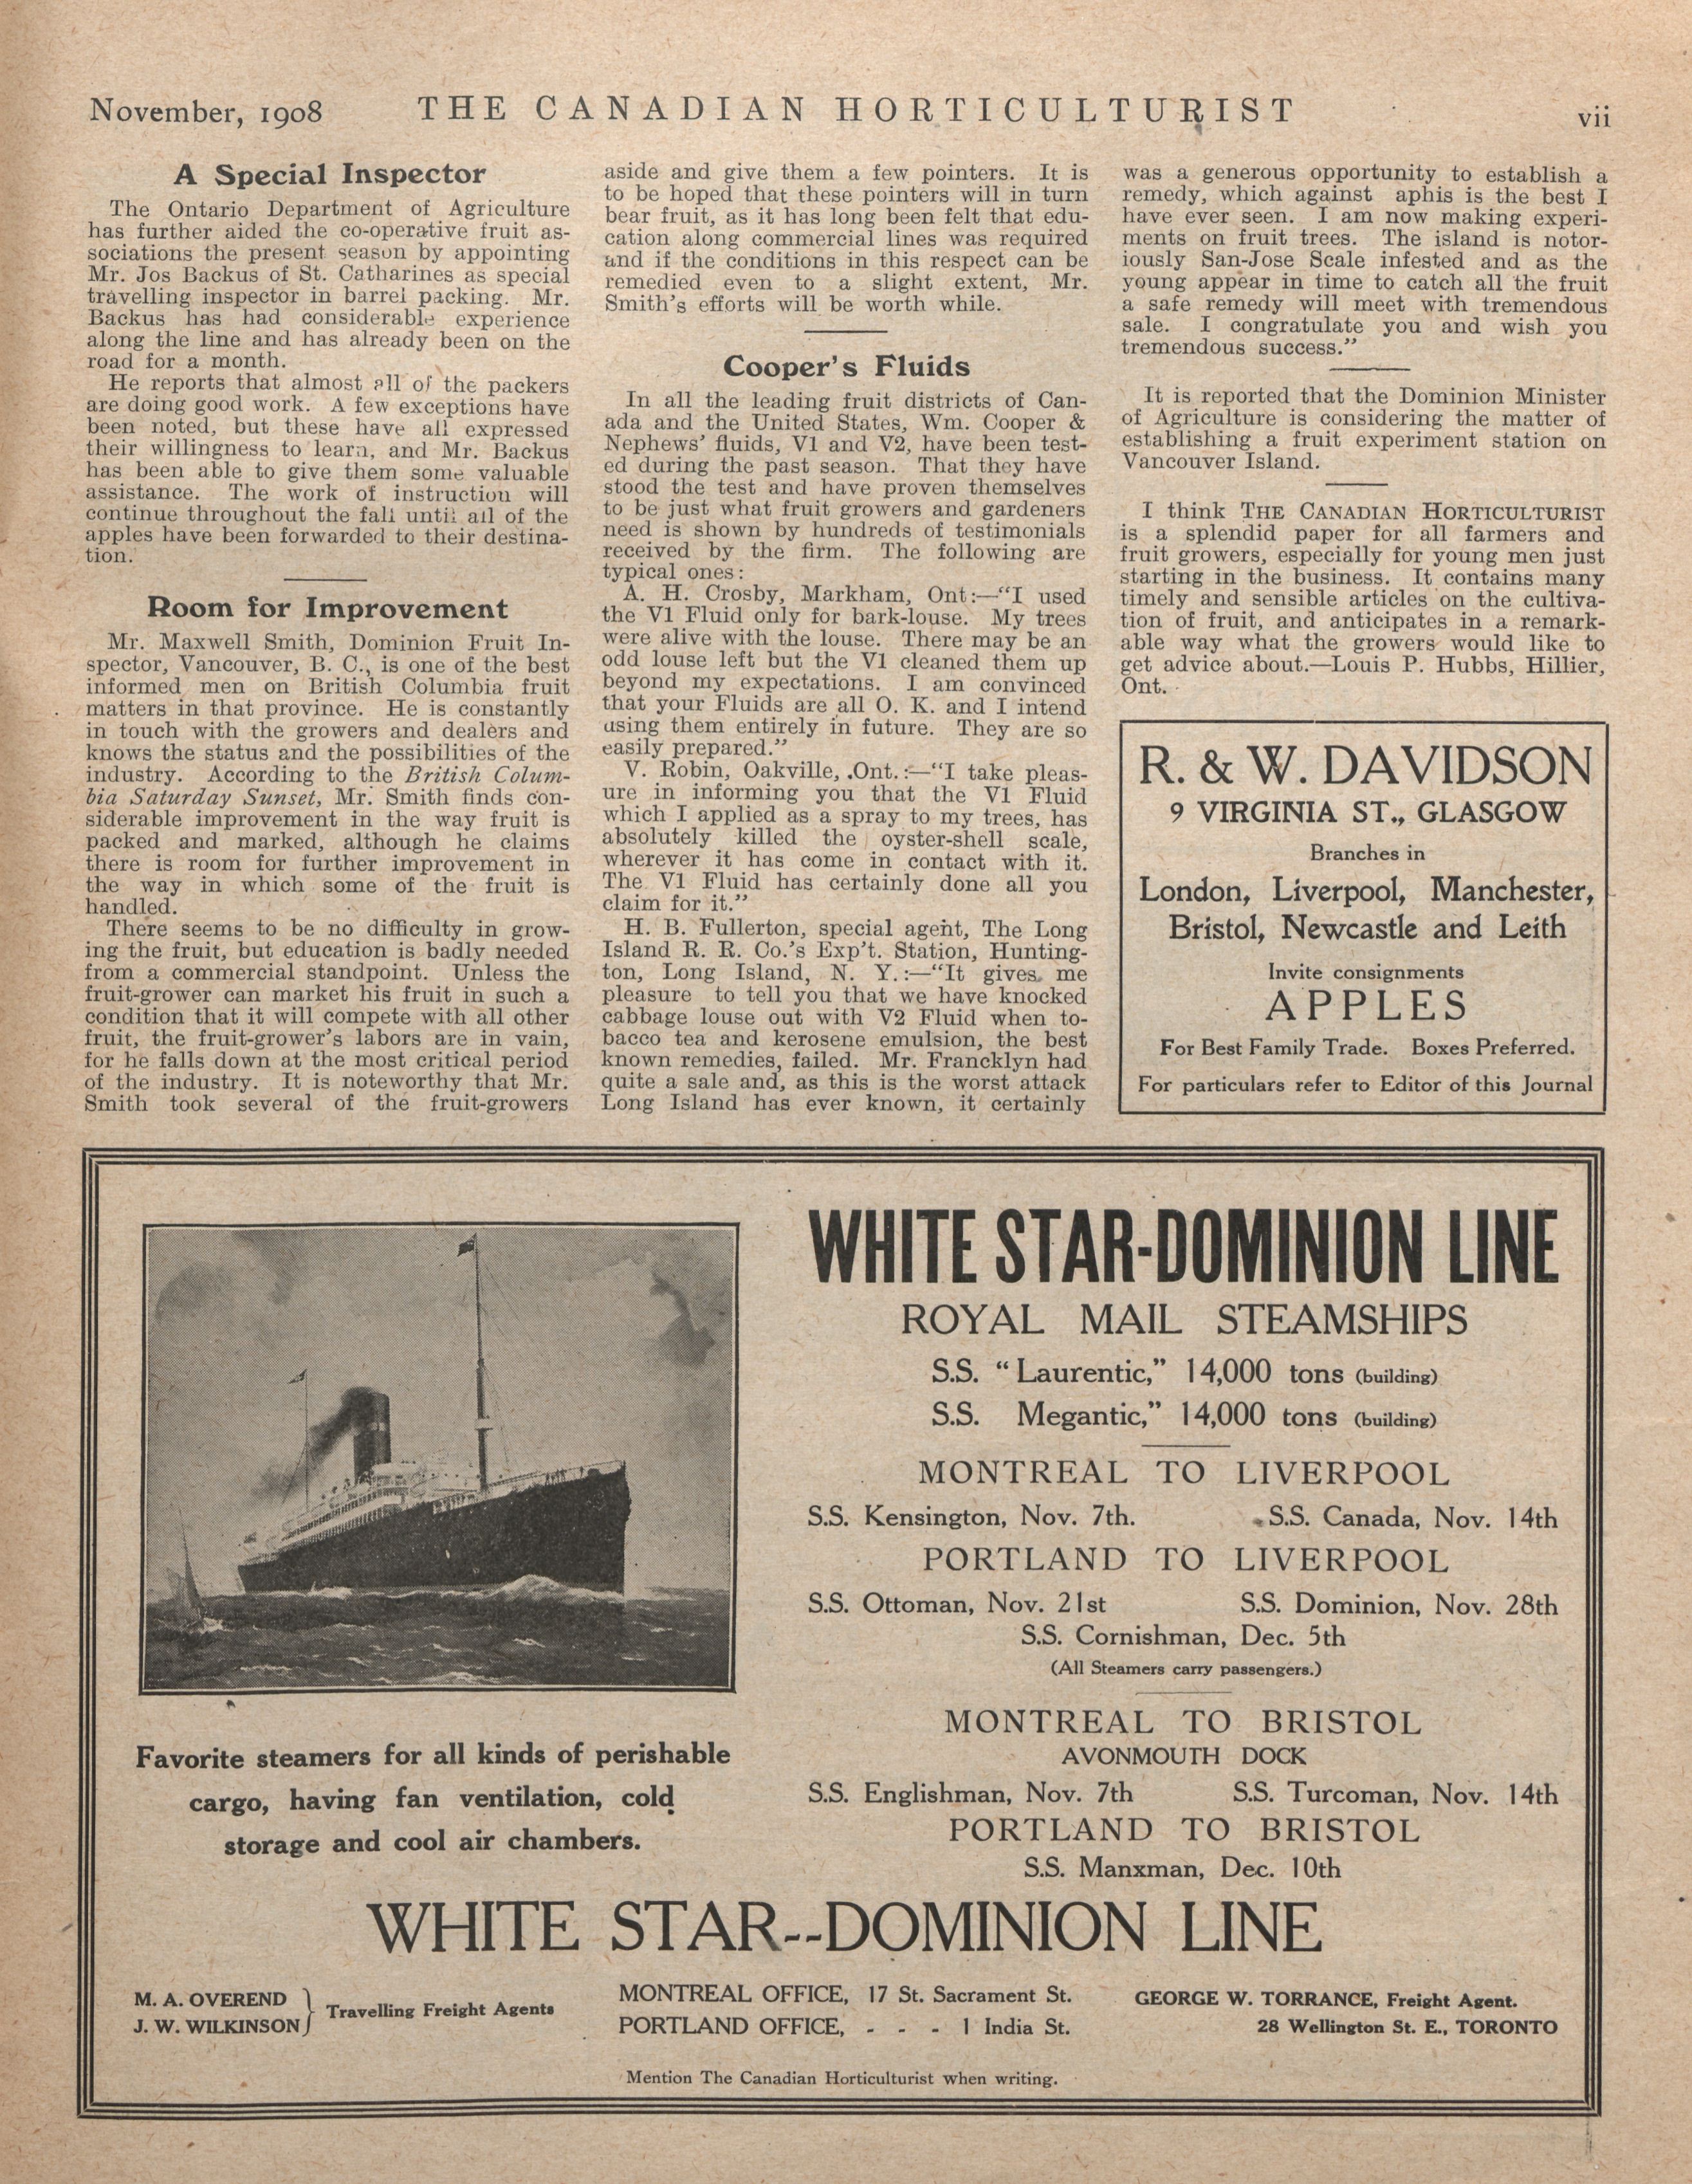 November, 1908 THE CANADIAN HORTICULTURIST vii
A Special Inspector
The Ontario Department of Agriculture
has further aided the co-operative fruit as-
sociations the present season by appointing
Mr. Jos Backus of St. Catharines as special
travelling inspector in barrel packing. Mr.
Backus has had considerable experience
along the line and has already been on the
road for a month.
He reports that almost all of the packers
are doing good work. A few exceptions have
been noted, but these have all expressed
their willingness to learn, and Mr. Backus
has been able to give them some valuable
assistance. The work of instruction will
continue throughout the fall until all of the
apples have been forwarded to their destina-
tion.
Room for Improvement
Mr. Maxwell Smith, Dominion Fruit In-
spector, Vancouver, B. C., is one of the best
informed men on British Columbia fruit
matters in that province. He is constantly
in touch with the growers and dealers and
knows the status and the possibilities of the
industry. According to the British Colum-
bia Saturday Sunset, Mr. Smith finds con-
siderable improvement in the way fruit is
packed and marked, although he claims
there is room for further improvement in
the way in which some of the fruit is
handled.
There seems to be no difficulty in grow-
ing the fruit, but education is badly needed
from a commercial standpoint. Unless the
fruit-grower can market his fruit in such a
condition that it will compete with all other
fruit, the fruit-grower's labors are in vain,
for he falls down at the most critical period
of the industry. It is noteworthy that Mr.
Smith took several of the fruit-growers
aside and give them a few pointers. It is
to be hoped that these pointers will in turn
bear fruit, as it has long been felt that edu-
cation along commercial lines was required
and if the conditions in this respect can be
remedied even to a slight extent, Mr.
Smith's efforts will be worth while.
Cooper's Fluids
In all the leading fruit districts of Can-
ada and the United States, Wm. Cooper &
Nephews' fluids, V1 and V2, have been test-
ed during the past season. That they have
stood the test and have proven themselves
to be just what fruit growers and gardeners
need is shown by hundreds of testimonials
received by the firm. The following are
typical ones:
A. H. Crosby, Markham, Ont:—"I used
the V1 Fluid only for bark-louse. My trees
were alive with the louse. There may be an
odd louse left but the V1 cleaned them up
beyond my expectations. I am convinced
that your Fluids are all O. K. and I intend
using them entirely in future. They are so
easily prepared."
V. Robin, Oakville, Ont.:—"I take pleas-
ure in informing you that the V1 Fluid
which I applied as a spray to my trees, has
absolutely killed the oyster-shell scale,
wherever it has come in contact with it.
The V1 Fluid has certainly done all you
claim for it."
H. B. Fullerton, special agent, The Long
Island R. R. Co.'s Exp't. Station, Hunting-
ton, Long Island, N. Y.:—"It gives me
pleasure to tell you that we have knocked
cabbage louse out with V2 Fluid when to-
bacco tea and kerosene emulsion, the best
known remedies, failed. Mr. Francklyn had
quite a sale and, as this is the worst attack
Long Island has ever known, it certainly
was a generous opportunity to establish a
remedy, which against aphis is the best I
have ever seen. I am now making experi-
ments on fruit trees. The island is notor-
iously San-Jose Scale infested and as the
young appear in time to catch all the fruit
a safe remedy will meet with tremendous
sale. I congratulate you and wish you
tremendous success."
It is reported that the Dominion Minister
of Agriculture is considering the matter of
establishing a fruit experiment station on
Vancouver Island.
I think THE CANADIAN HORTICULTURIST
is a splendid paper for all farmers and
fruit growers, especially for young men just
starting in the business. It contains many
timely and sensible articles on the cultiva-
tion of fruit, and anticipates in a remark-
able way what the growers would like to
get advice about.—Louis P. Hubbs, Hillier,
Ont.
R. & W. DAVIDSON
9 VIRGINIA ST., GLASGOW
Branches in
London, Liverpool, Manchester,
Bristol, Newcastle and Leith
Invite consignments
APPLES
For Best Family Trade. Boxes Preferred.
For particulars refer to Editor of this Journal
WHITE STAR-DOMINION LINE
ROYAL MAIL STEAMSHIPS
S.S. "Laurentic," 14,000 tons (building)
S.S. Megantic," 14,000 tons (building)
MONTREAL TO LIVERPOOL
S.S. Kensington, Nov. 7th. S.S. Canada, Nov. 14th
PORTLAND TO LIVERPOOL
S.S. Ottoman, Nov. 21st S.S. Dominion, Nov. 28th
S.S. Cornishman, Dec. 5th
(All Steamers carry passengers.)
MONTREAL TO BRISTOL
AVONMOUTH DOCK
S.S. Englishman, Nov. 7th S.S. Turcoman, Nov. 14th
PORTLAND TO BRISTOL
S.S. Manxman, Dec. 10th
Favorite steamers for all kinds of perishable
cargo, having fan ventilation, cold
storage and cool air chambers.
WHITE STAR--DOMINION LINE
M. A. OVEREND
J. W. WILKINSON } Travelling Freight Agents
MONTREAL OFFICE, 17 St. Sacrament St.
PORTLAND OFFICE, - - - 1 India St.
GEORGE W. TORRANCE, Freight Agent.
28 Wellington St. E., TORONTO
Mention The Canadian Horticulturist when writing.